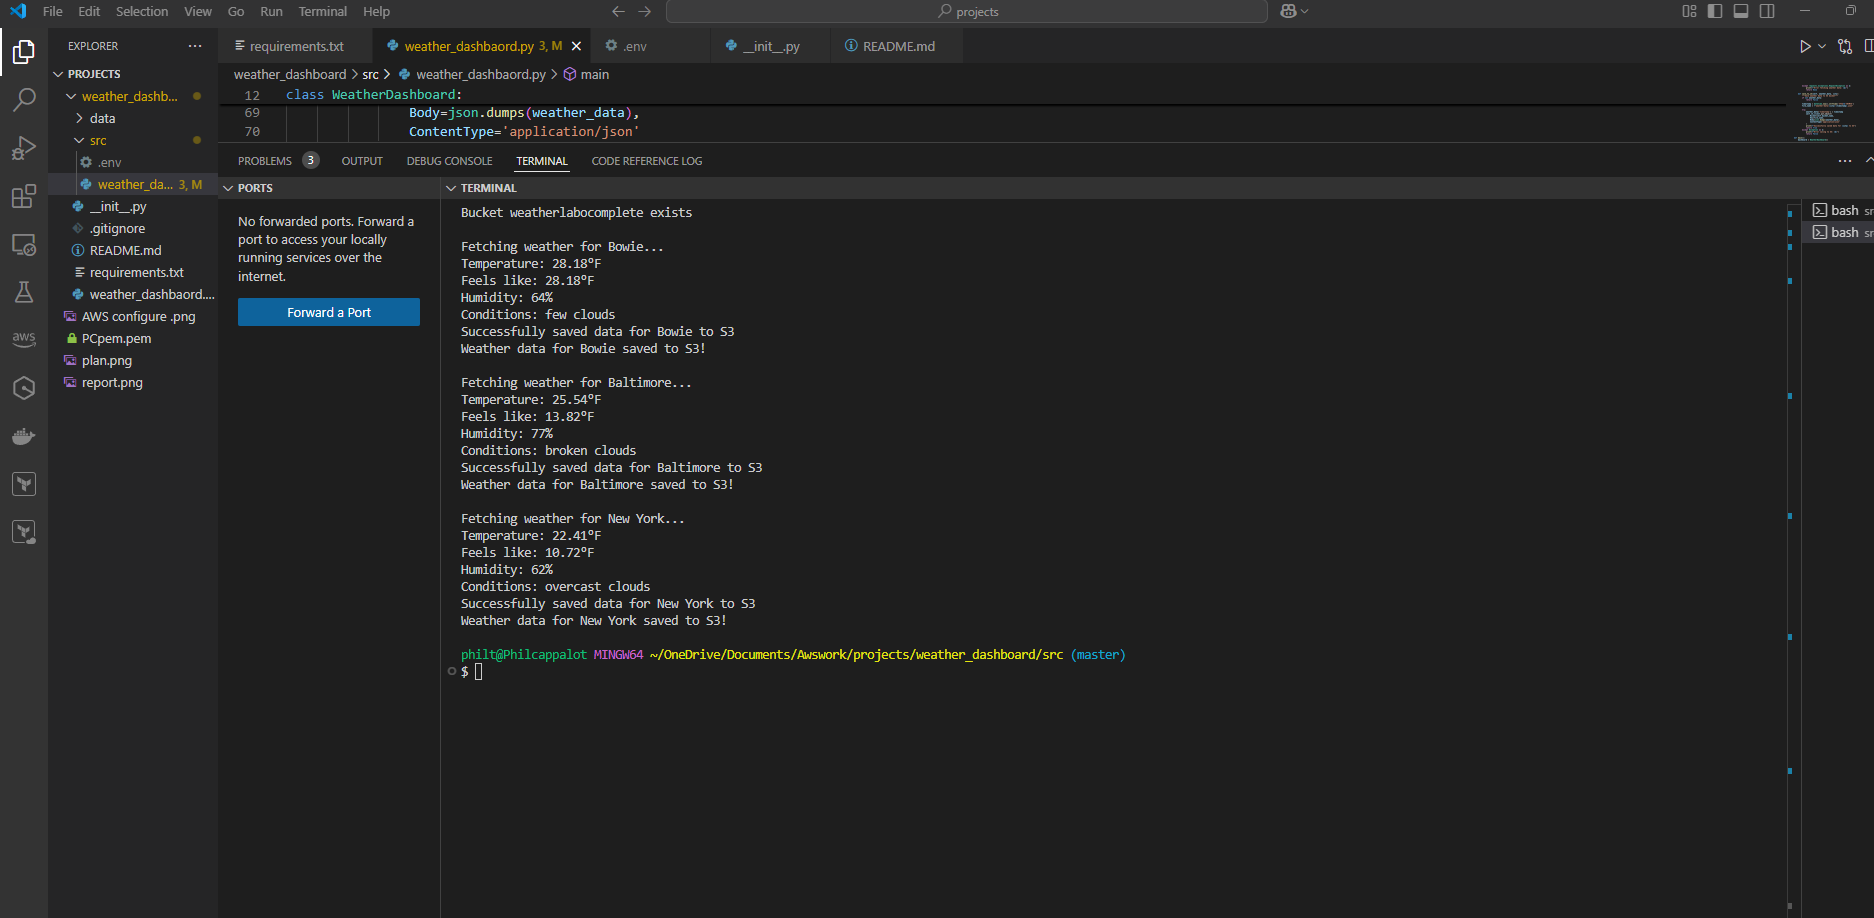 File Edit Selection View Go Run Terminal Help
projects
EXPLORER
PROJECTS
weather_dashb...
data
src
.env
weather_da... 3, M
__init__.py
.gitignore
README.md
requirements.txt
weather_dashbaord....
AWS configure .png
PCpem.pem
plan.png
report.png
aws
requirements.txt
weather_dashbaord.py 3, M
.env
__init__.py
README.md
weather_dashboard > src > weather_dashbaord.py > main
12 class WeatherDashboard:
69 Body=json.dumps(weather_data),
70 ContentType='application/json'
PROBLEMS 3 OUTPUT DEBUG CONSOLE TERMINAL CODE REFERENCE LOG
PORTS
No forwarded ports. Forward a
port to access your locally
running services over the
internet.
Forward a Port
TERMINAL
Bucket weatherlabocomplete exists
Fetching weather for Bowie...
Temperature: 28.18°F
Feels like: 28.18°F
Humidity: 64%
Conditions: few clouds
Successfully saved data for Bowie to S3
Weather data for Bowie saved to S3!
Fetching weather for Baltimore...
Temperature: 25.54°F
Feels like: 13.82°F
Humidity: 77%
Conditions: broken clouds
Successfully saved data for Baltimore to S3
Weather data for Baltimore saved to S3!
Fetching weather for New York...
Temperature: 22.41°F
Feels like: 10.72°F
Humidity: 62%
Conditions: overcast clouds
Successfully saved data for New York to S3
Weather data for New York saved to S3!
philt@Philcappalot MINGW64 ~/OneDrive/Documents/Awswork/projects/weather_dashboard/src (master)
$
bash sr
bash sr